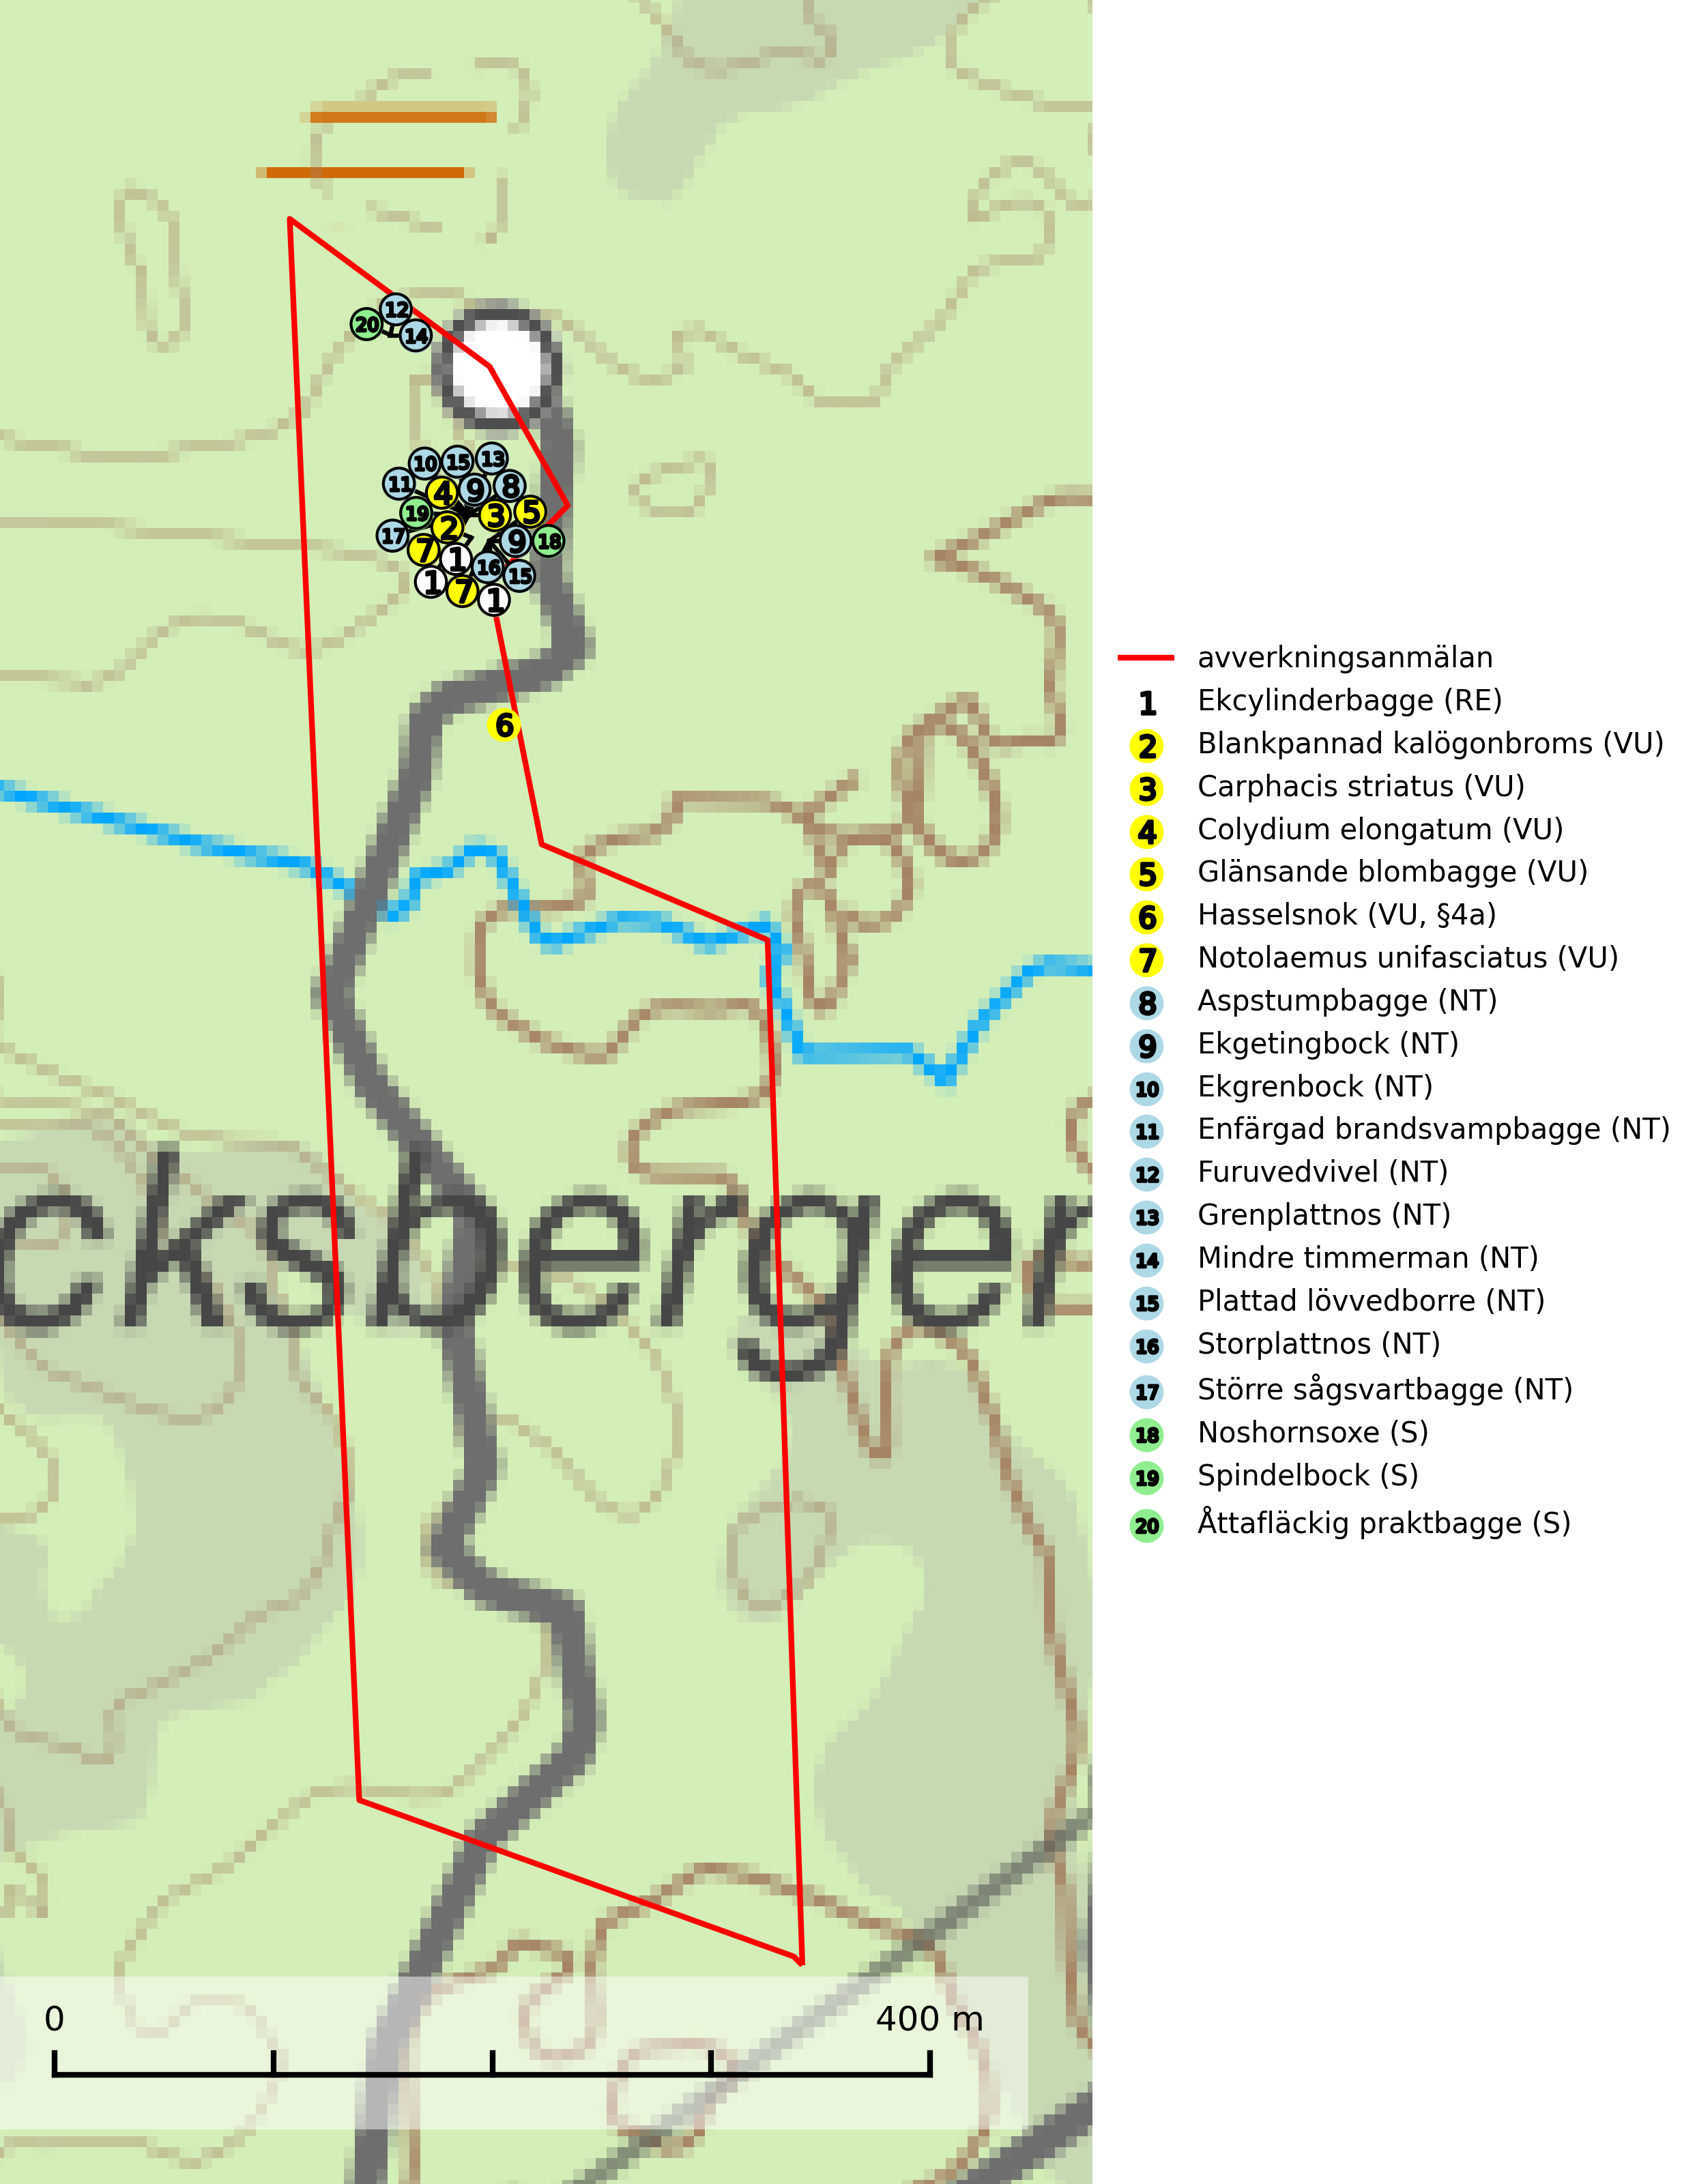 12
20
14
10 15 13
11 4 9 8
19 2 3 5
17 7 1 9 18
16 15
1 7 1
6
cksberger
0 400 m
avverkningsanmälan
1 Ekcylinderbagge (RE)
2 Blankpannad kalögonbroms (VU)
3 Carphacis striatus (VU)
4 Colydium elongatum (VU)
5 Glänsande blombagge (VU)
6 Hasselsnok (VU, §4a)
7 Notolaemus unifasciatus (VU)
8 Aspstumpbagge (NT)
9 Ekgetingbock (NT)
10 Ekgrenbock (NT)
11 Enfärgad brandsvampbagge (NT)
12 Furuvedvivel (NT)
13 Grenplattnos (NT)
14 Mindre timmerman (NT)
15 Plattad lövvedborre (NT)
16 Storplattnos (NT)
17 Större sågsvartbagge (NT)
18 Noshornsoxe (S)
19 Spindelbock (S)
20 Åttafläckig praktbagge (S)